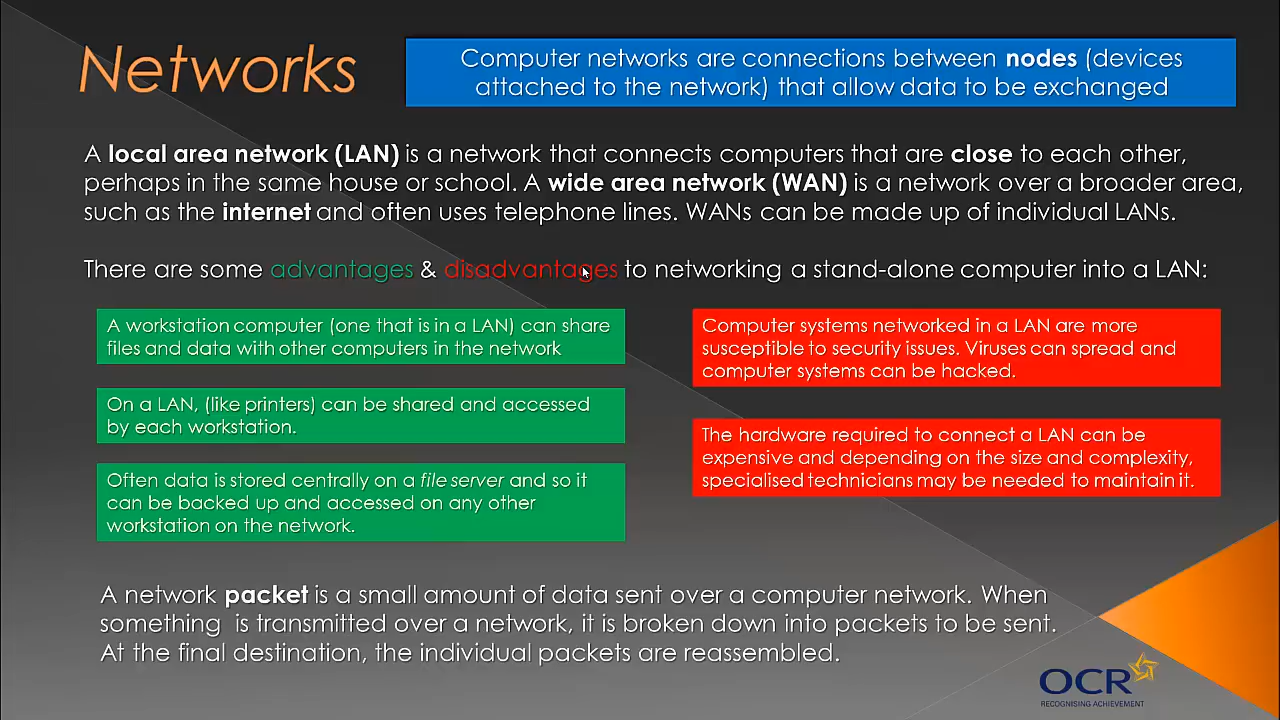 Networks
Computer networks are connections between nodes (devices
attached to the network) that allow data to be exchanged
A local area network (LAN) is a network that connects computers that are close to each other,
perhaps in the same house or school. A wide area network (WAN) is a network over a broader area,
such as the internet and often uses telephone lines. WANs can be made up of individual LANs.
There are some advantages & disadvantages to networking a stand-alone computer into a LAN:
A workstation computer (one that is in a LAN) can share
files and data with other computers in the network
On a LAN, (like printers) can be shared and accessed
by each workstation.
Often data is stored centrally on a file server and so it
can be backed up and accessed on any other
workstation on the network.
Computer systems networked in a LAN are more
susceptible to security issues. Viruses can spread and
computer systems can be hacked.
The hardware required to connect a LAN can be
expensive and depending on the size and complexity,
specialised technicians may be needed to maintain it.
A network packet is a small amount of data sent over a computer network. When
something is transmitted over a network, it is broken down into packets to be sent.
At the final destination, the individual packets are reassembled.
OCR
RECOGNISING ACHIEVEMENT